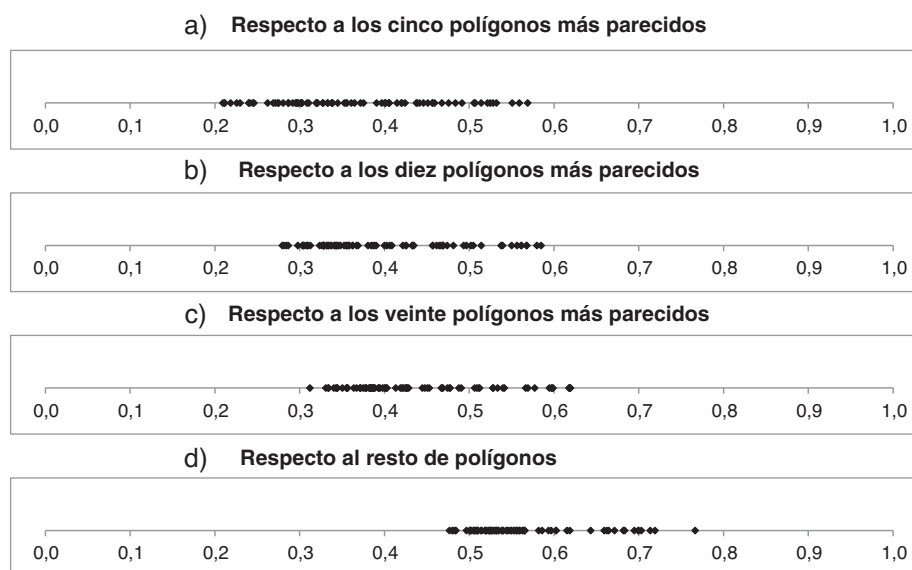 a) Respecto a los cinco polígonos más parecidos
0,0 0,1 0,2 0,3 0,4 0,5 0,6 0,7 0,8 0,9 1,0
b) Respecto a los diez polígonos más parecidos
0,0 0,1 0,2 0,3 0,4 0,5 0,6 0,7 0,8 0,9 1,0
c) Respecto a los veinte polígonos más parecidos
0,0 0,1 0,2 0,3 0,4 0,5 0,6 0,7 0,8 0,9 1,0
d) Respecto al resto de polígonos
0,0 0,1 0,2 0,3 0,4 0,5 0,6 0,7 0,8 0,9 1,0